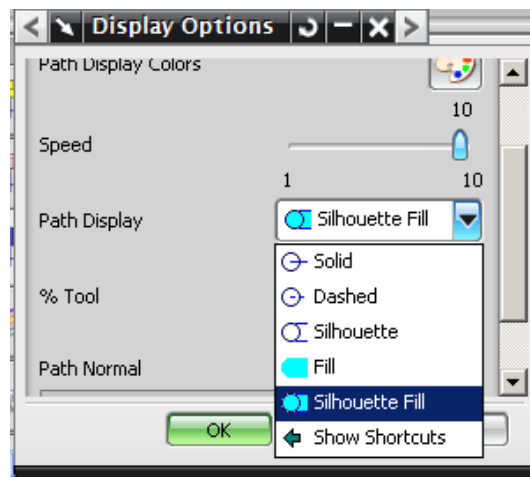 Display Options
Path Display Colors
10
Speed
1 10
Path Display Silhouette Fill
Solid
% Tool Dashed
Silhouette
Path Normal Fill
Silhouette Fill
OK Show Shortcuts